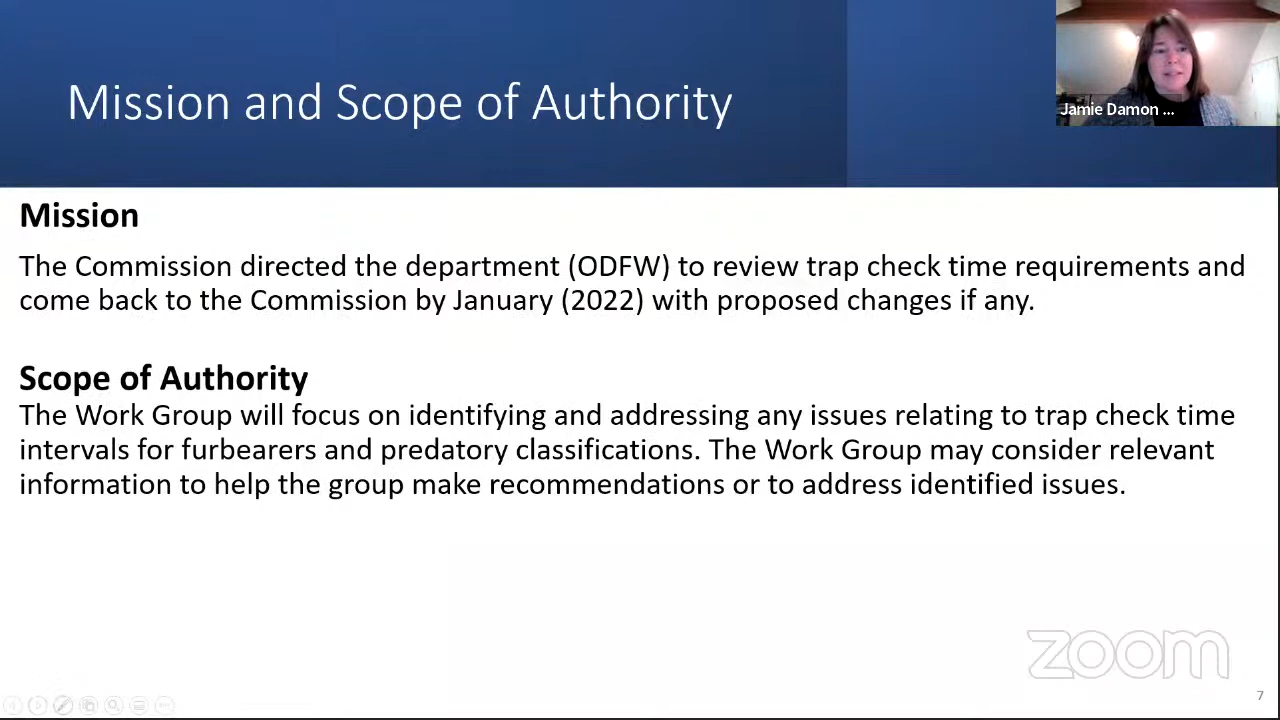 Mission and Scope of Authority
Jamie Damon ...
Mission
The Commission directed the department (ODFW) to review trap check time requirements and
come back to the Commission by January (2022) with proposed changes if any.
Scope of Authority
The Work Group will focus on identifying and addressing any issues relating to trap check time
intervals for furbearers and predatory classifications. The Work Group may consider relevant
information to help the group make recommendations or to address identified issues.
zoom
7